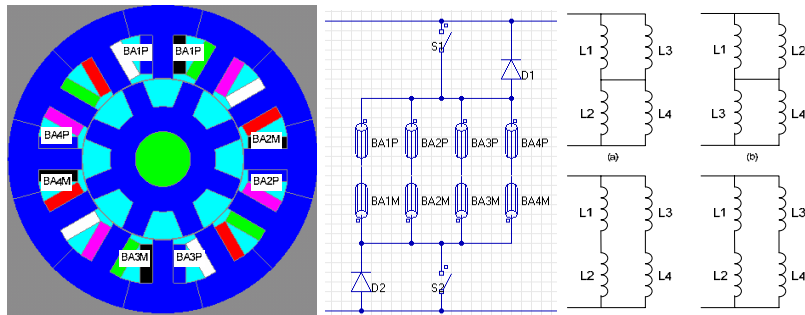 BA1P BA1P
BA4P BA2M
BA4M BA2P
BA3M BA3P
S1
D1
BA1P BA2P BA3P BA4P
BA1M BA2M BA3M BA4M
D2 S2
L1 L3
L2 L4
(a)
L1 L2
L3 L4
(b)
L1 L3
L2 L4
L1 L3
L2 L4